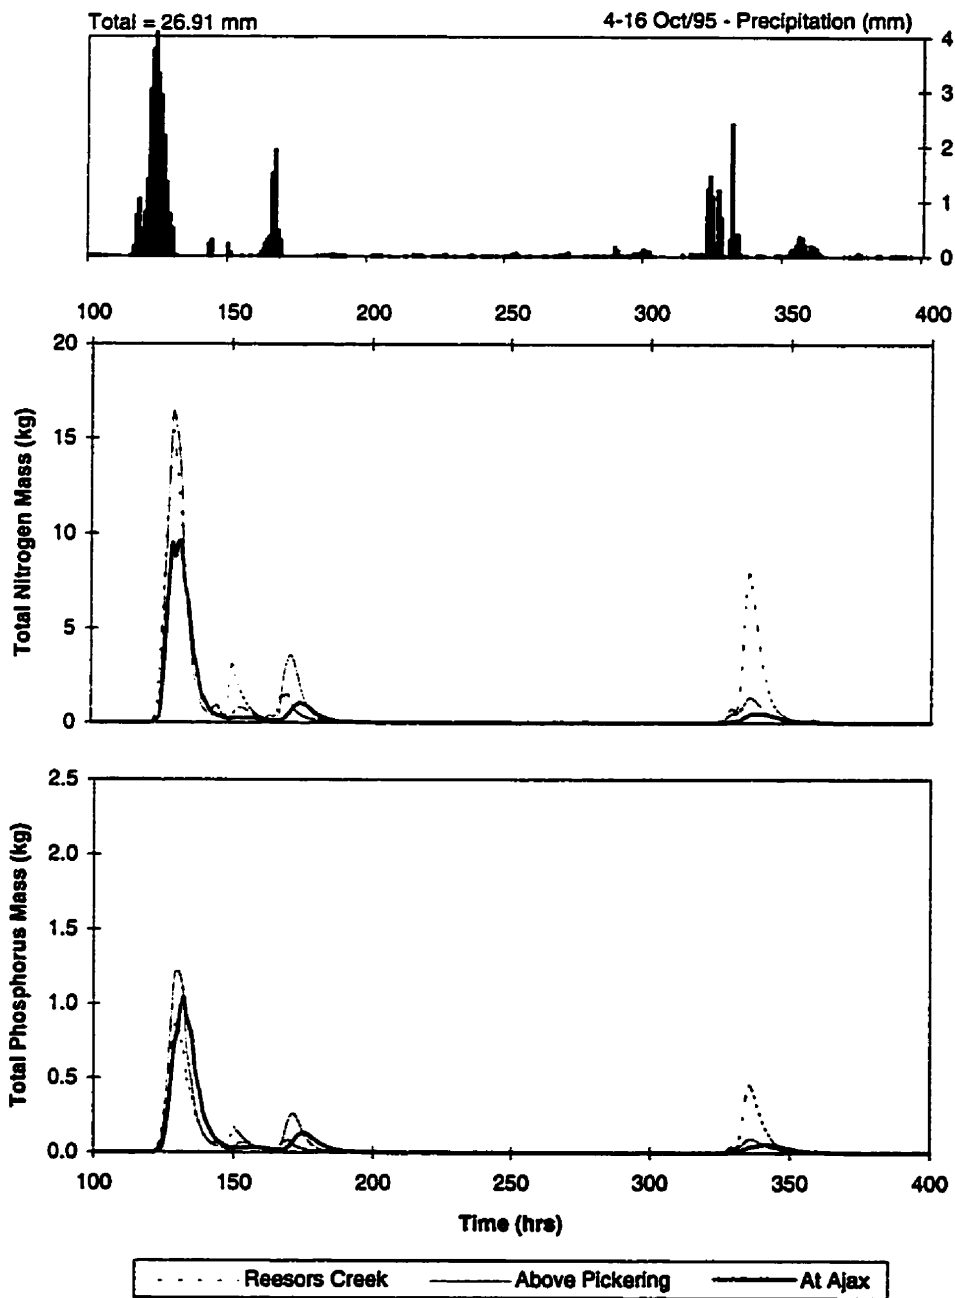 Total = 26.91 mm 4-16 Oct/95 - Precipitation (mm)
4
3
2
1
0
100 150 200 250 300 350 400
20
15
10
5
0
Total Nitrogen Mass (kg)
2.5
2.0
1.5
1.0
0.5
0.0
Total Phosphorus Mass (kg)
100 150 200 250 300 350 400
Time (hrs)
Reesors Creek Above Pickering At Ajax